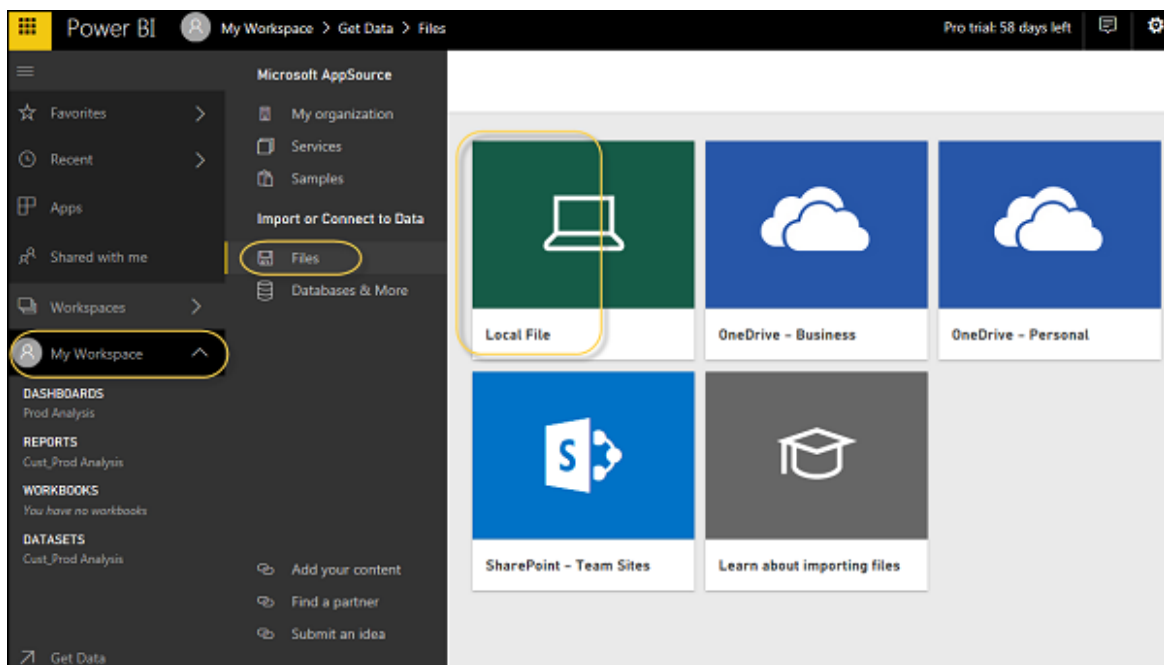 Power BI
My Workspace > Get Data > Files
Pro trial: 58 days left
Favorites
Recent
Apps
Shared with me
Workspaces
My Workspace
DASHBOARDS
Prod Analysis
REPORTS
Cust_Prod Analysis
WORKBOOKS
You have no workbooks
DATASETS
Cust_Prod Analysis
Get Data
Microsoft AppSource
My organization
Services
Samples
Import or Connect to Data
Files
Databases & More
Add your content
Find a partner
Submit an idea
Local File
OneDrive – Business
OneDrive – Personal
S
SharePoint – Team Sites
Learn about importing files